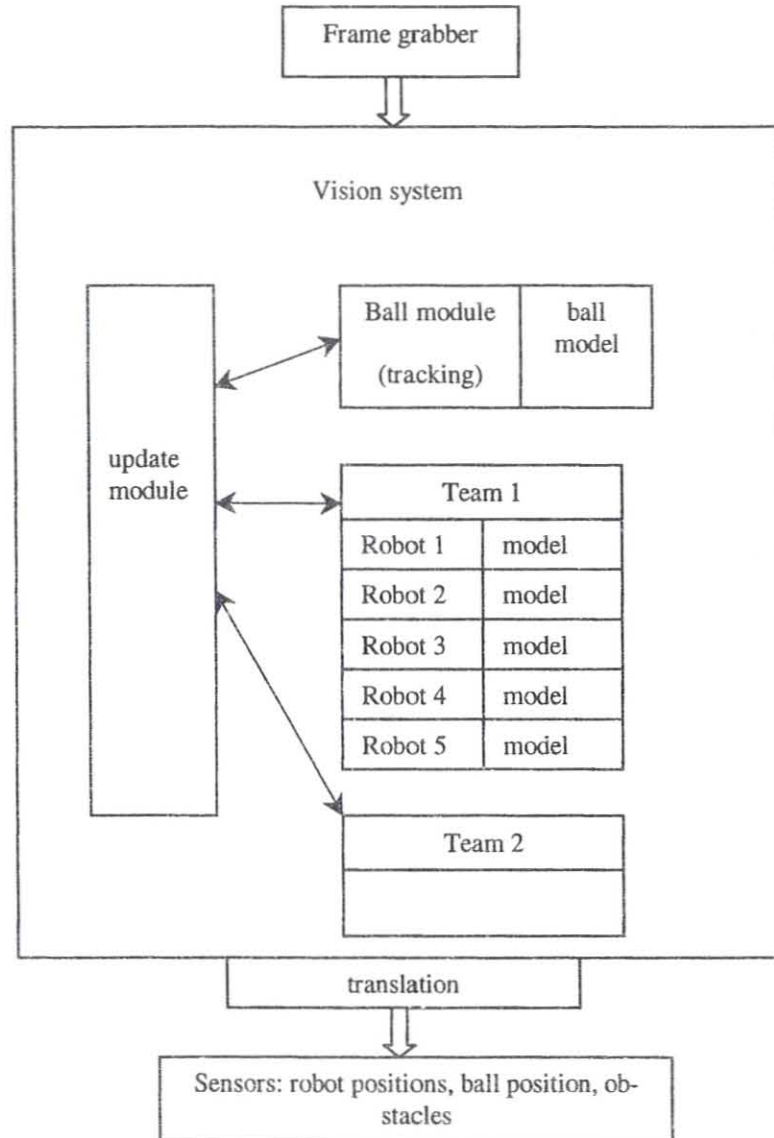 Frame grabber
Vision system
Ball module
(tracking)
ball
model
update
module
Team 1
Robot 1 model
Robot 2 model
Robot 3 model
Robot 4 model
Robot 5 model
Team 2
translation
Sensors: robot positions, ball position, ob-
stacles